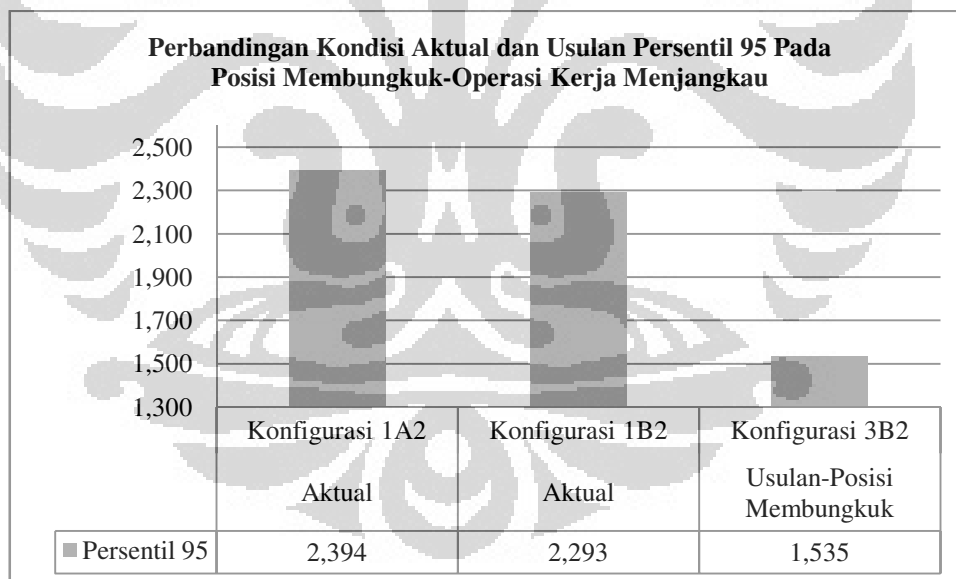 Perbandingan Kondisi Aktual dan Usulan Persentil 95 Pada
Posisi Membungkuk-Operasi Kerja Menjangkau
2,500
2,300
2,100
1,900
1,700
1,500
1,300
Konfigurasi 1A2 Konfigurasi 1B2 Konfigurasi 3B2
Aktual Aktual Usulan-Posisi
Membungkuk
Persentil 95 2,394 2,293 1,535